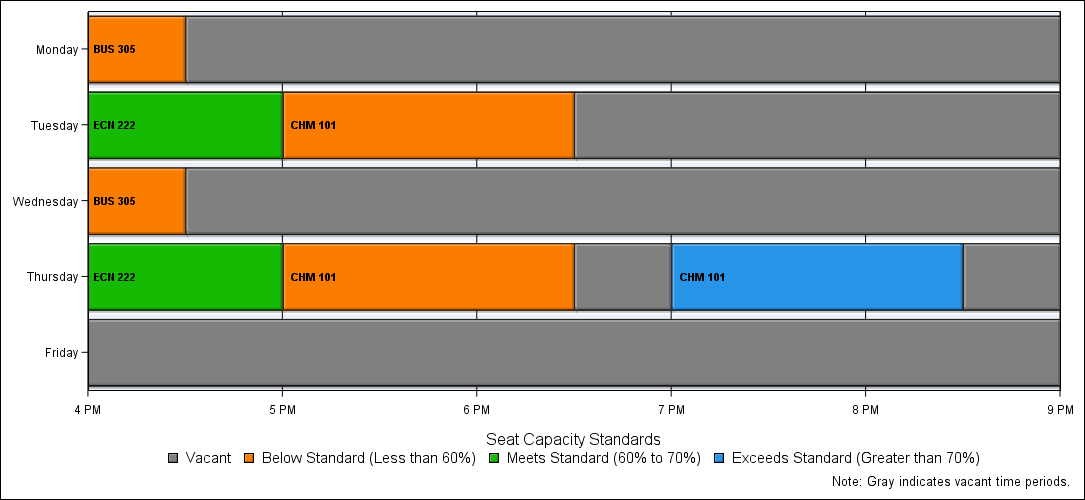 Monday
BUS 305
Tuesday
ECN 222
CHM 101
Wednesday
BUS 305
Thursday
ECN 222
CHM 101
CHM 101
Friday
4 PM
5 PM
6 PM
7 PM
8 PM
9 PM
Seat Capacity Standards
Vacant
Below Standard (Less than 60%)
Meets Standard (60% to 70%)
Exceeds Standard (Greater than 70%)
Note: Gray indicates vacant time periods.